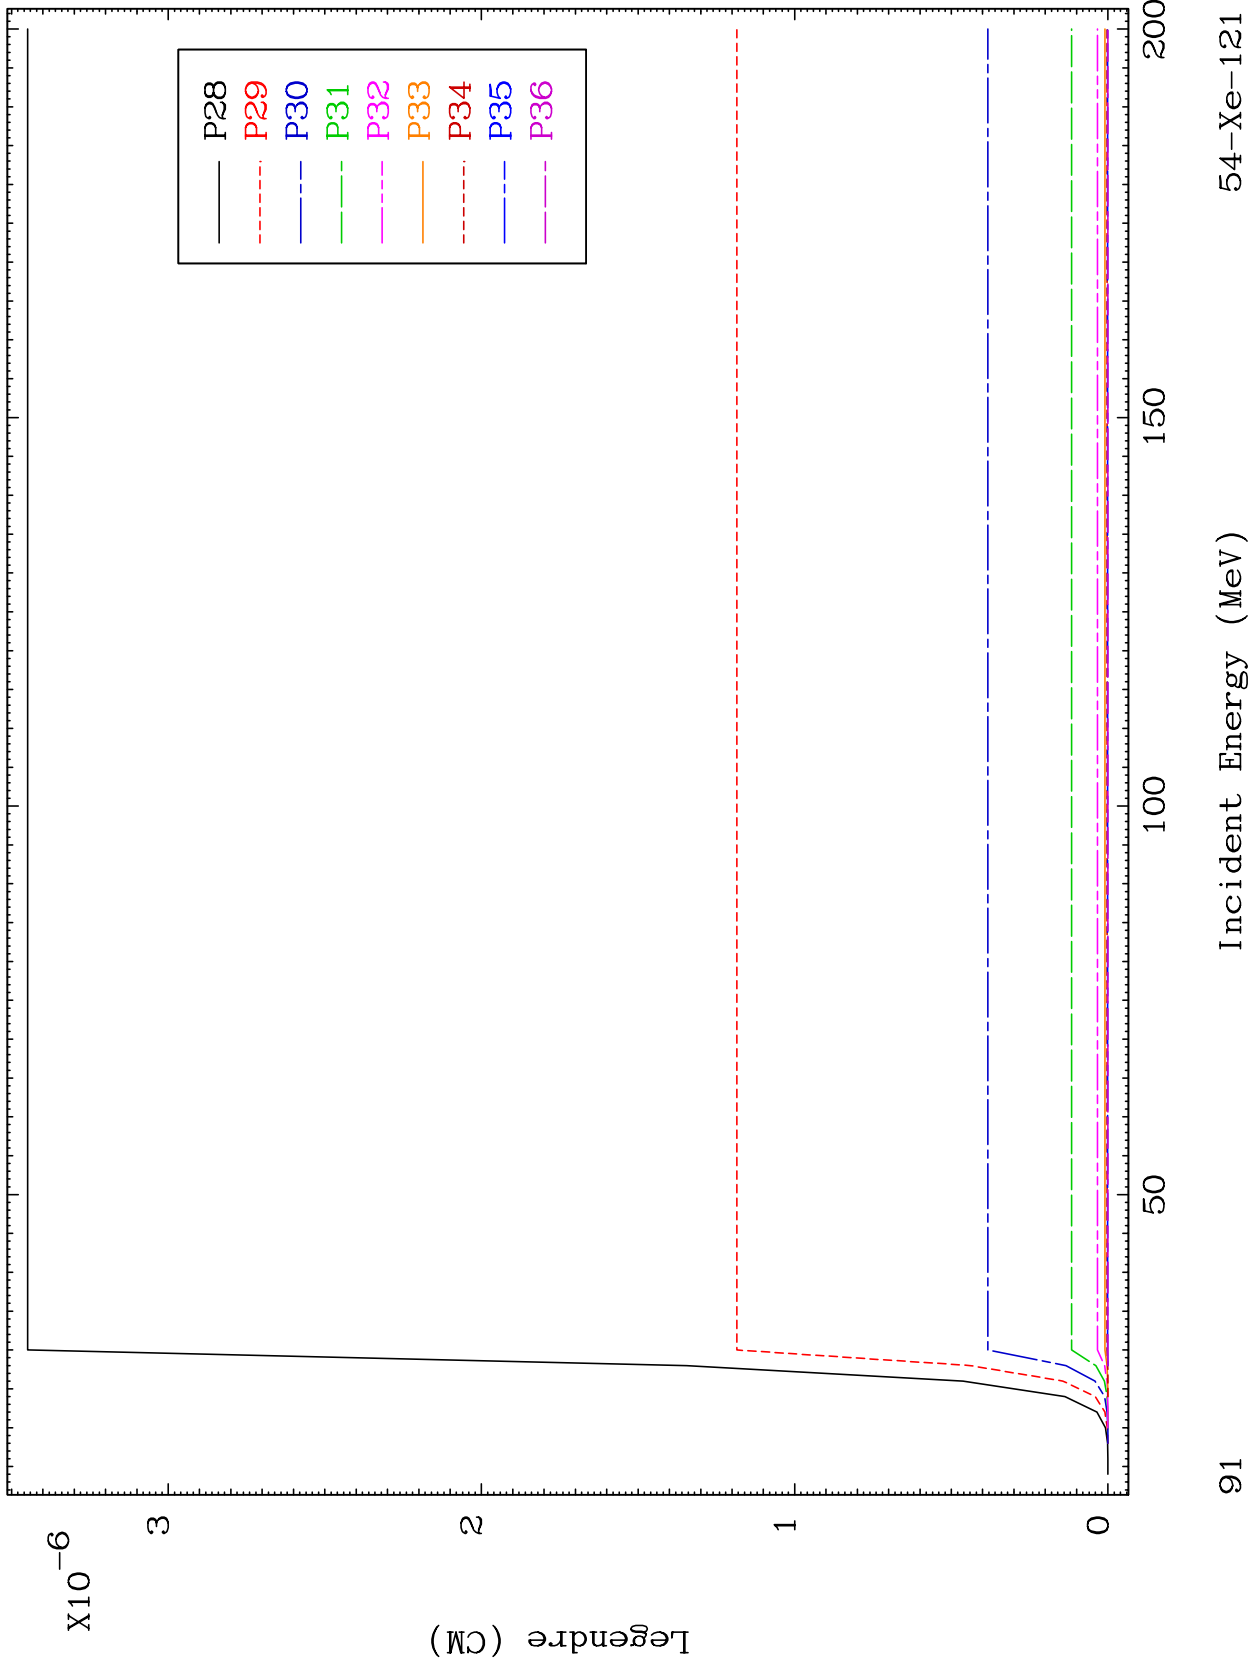 X10-6
3
2
1
0
Legendre (CM)
P28
P29
P30
P31
P32
P33
P34
P35
P36
50
100
150
200
Incident Energy (MeV)
91
54-Xe-121